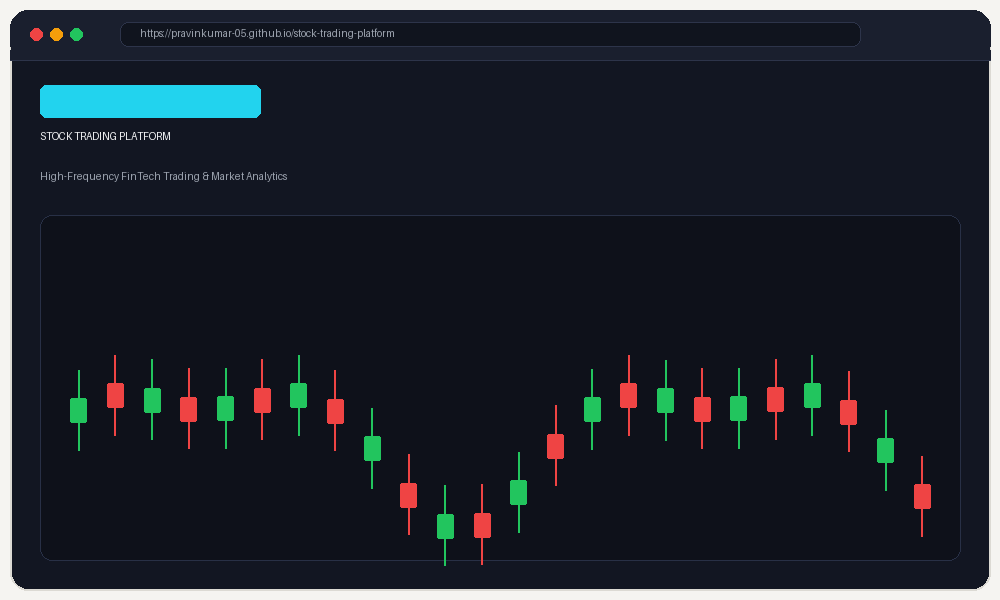 https://pravinkumar-05.github.io/stock-trading-platform
STOCK TRADING PLATFORM
High-Frequency FinTech Trading & Market Analytics